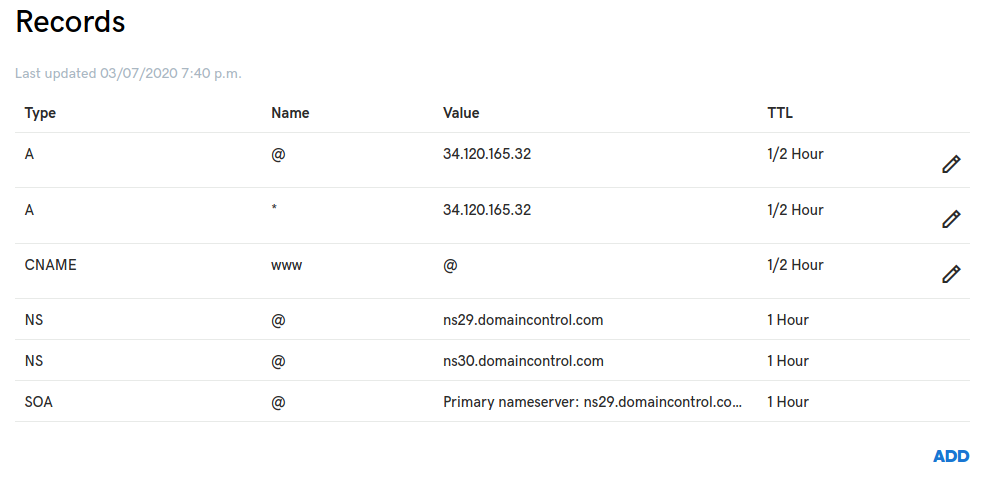 Records
Last updated 03/07/2020 7:40 p.m.
Type Name Value TTL
A @ 34.120.165.32 1/2 Hour
A * 34.120.165.32 1/2 Hour
CNAME www @ 1/2 Hour
NS @ ns29.domaincontrol.com 1 Hour
NS @ ns30.domaincontrol.com 1 Hour
SOA @ Primary nameserver: ns29.domaincontrol.co... 1 Hour
ADD